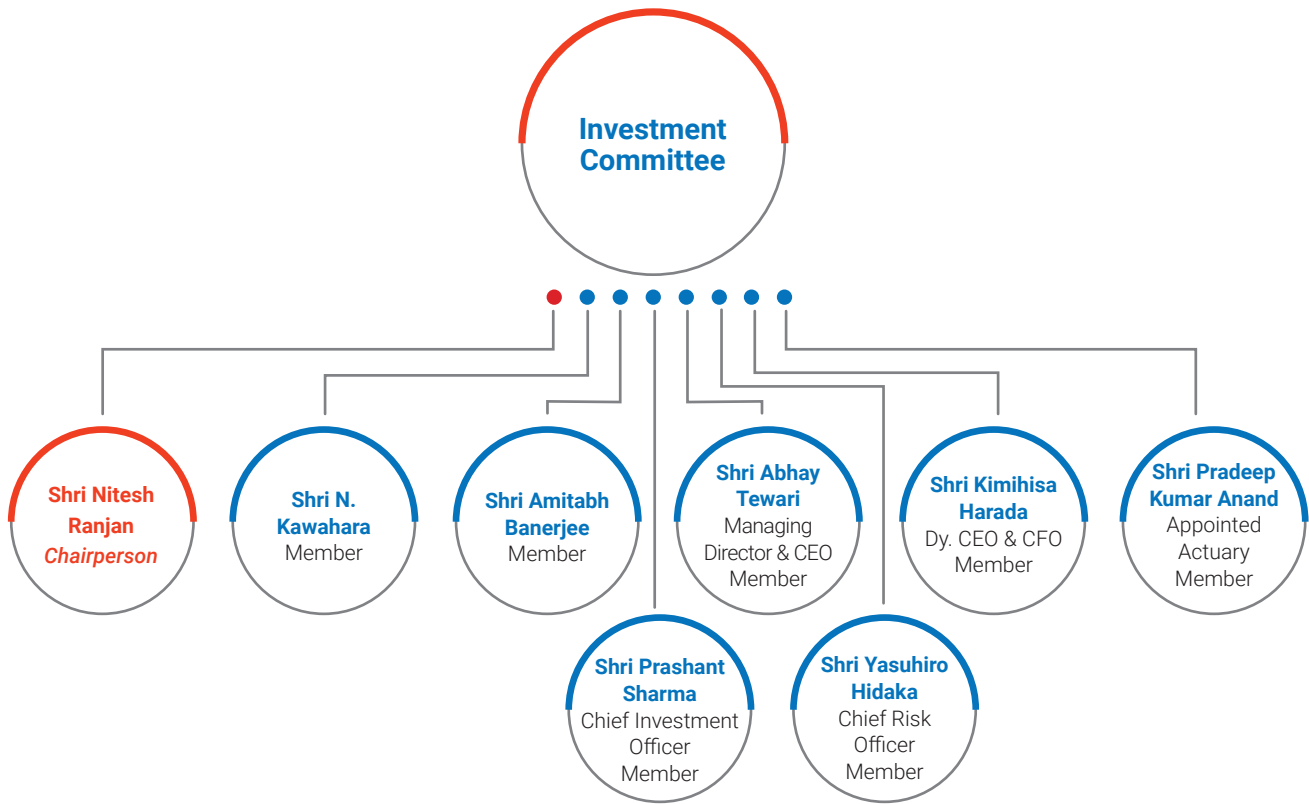 Investment
Committee
Shri Nitesh
Ranjan
Chairperson
Shri N.
Kawahara
Member
Shri Amitabh
Banerjee
Member
Shri Abhay
Tewari
Managing
Director & CEO
Member
Shri Kimihisa
Harada
Dy. CEO & CFO
Member
Shri Pradeep
Kumar Anand
Appointed
Actuary
Member
Shri Prashant
Sharma
Chief Investment
Officer
Member
Shri Yasuhiro
Hidaka
Chief Risk
Officer
Member